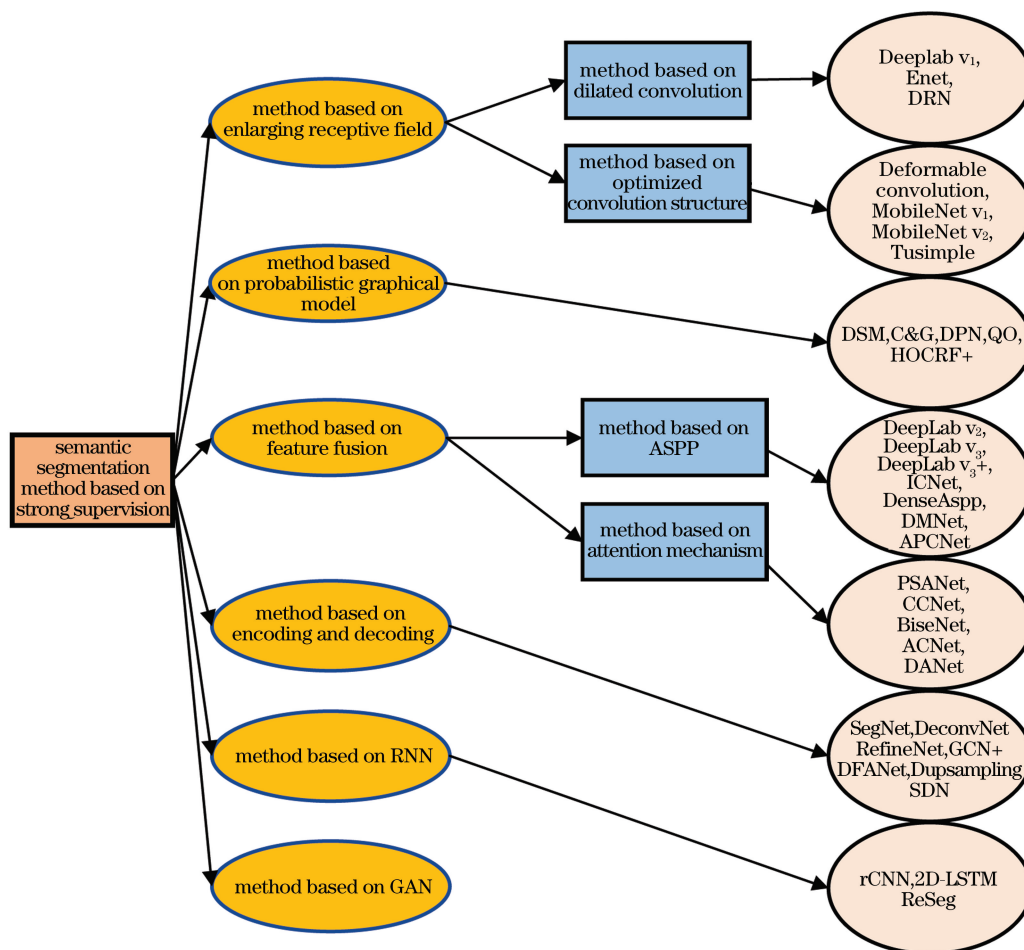 semantic
segmentation
method based on
strong supervision
method based on
enlarging receptive field
method based
on probabilistic graphical
model
method based on
feature fusion
method based on
encoding and decoding
method based on RNN
method based on GAN
method based on
dilated convolution
method based on
optimized
convolution structure
method based on
ASPP
method based on
attention mechanism
Deeplab v₁,
Enet,
DRN
Deformable
convolution,
MobileNet v₁,
MobileNet v₂,
Tusimple
DSM,C&G,DPN,QO,
HOCRF+
DeepLab v₂,
DeepLab v₃,
DeepLab v₃+,
ICNet,
DenseAspp,
DMNet,
APCNet
PSANet,
CCNet,
BiseNet,
ACNet,
DANet
SegNet,DeconvNet
RefineNet,GCN+
DFANet,Dupsampling
SDN
rCNN,2D-LSTM
ReSeg